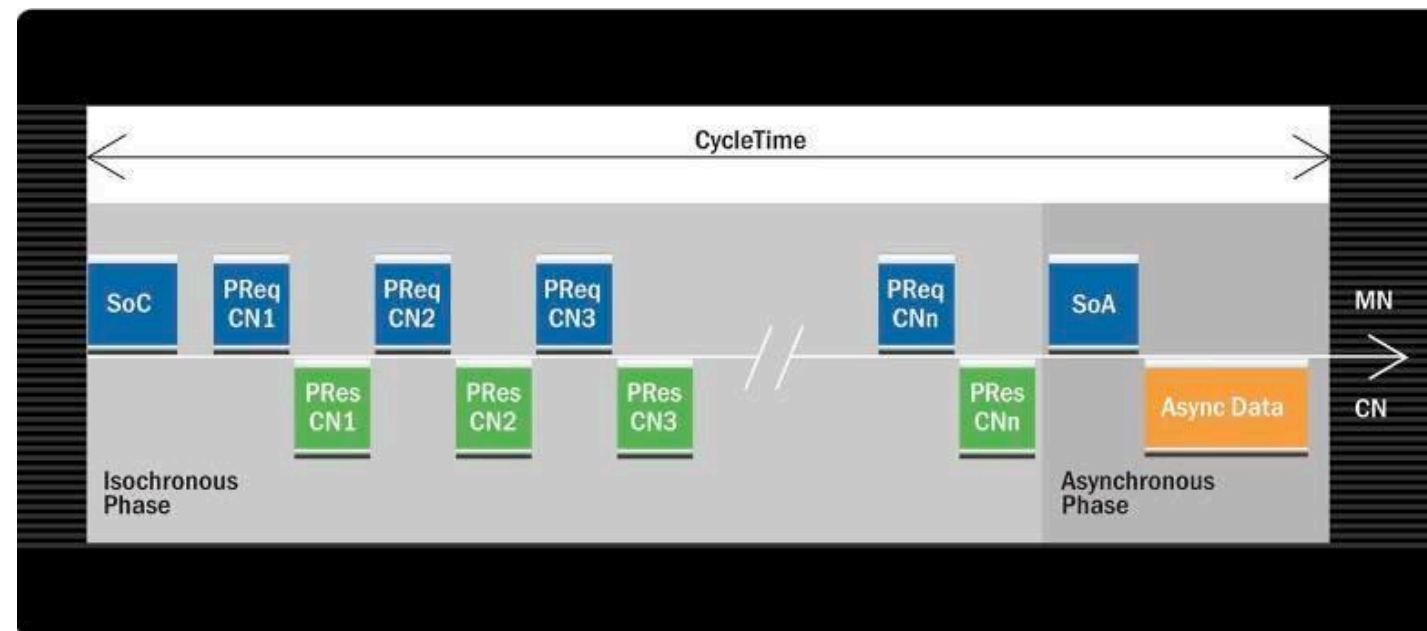 CycleTime
SoC
PReq
CN1
PReq
CN2
PReq
CN3
PReq
CNn
SoA
MN
PRes
CN1
PRes
CN2
PRes
CN3
PRes
CNn
Async Data
CN
Isochronous
Phase
Asynchronous
Phase